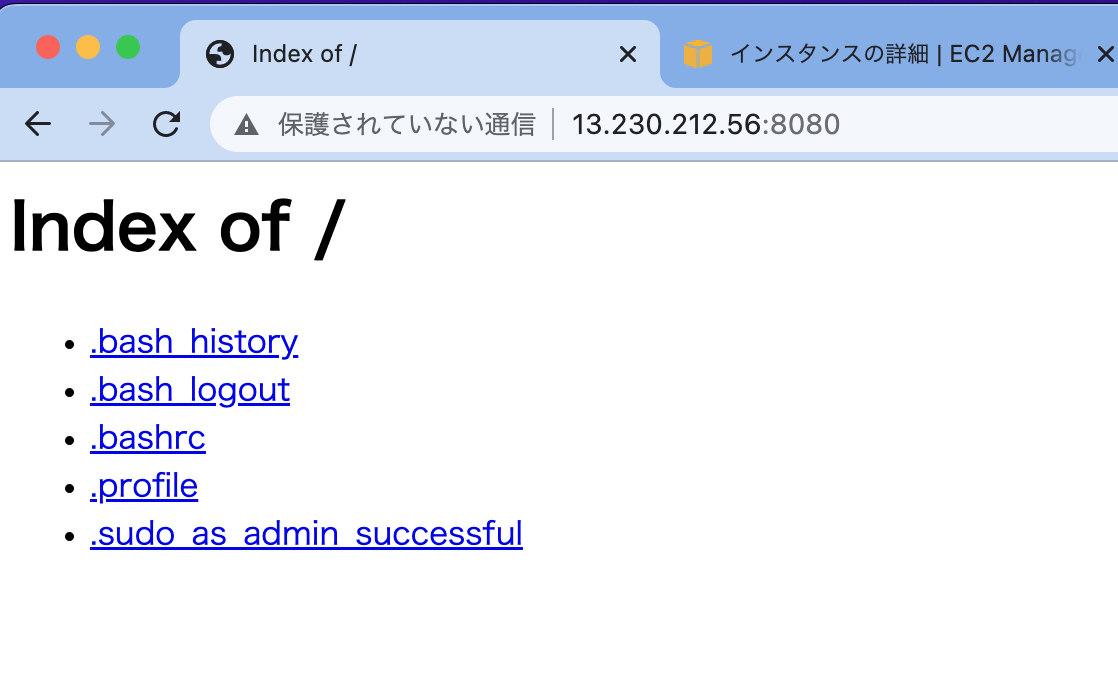 Index of / インスタンスの詳細 | EC2 Manag
保護されていない通信 13.230.212.56:8080
Index of /
.bash_history
.bash_logout
.bashrc
.profile
.sudo_as_admin_successful